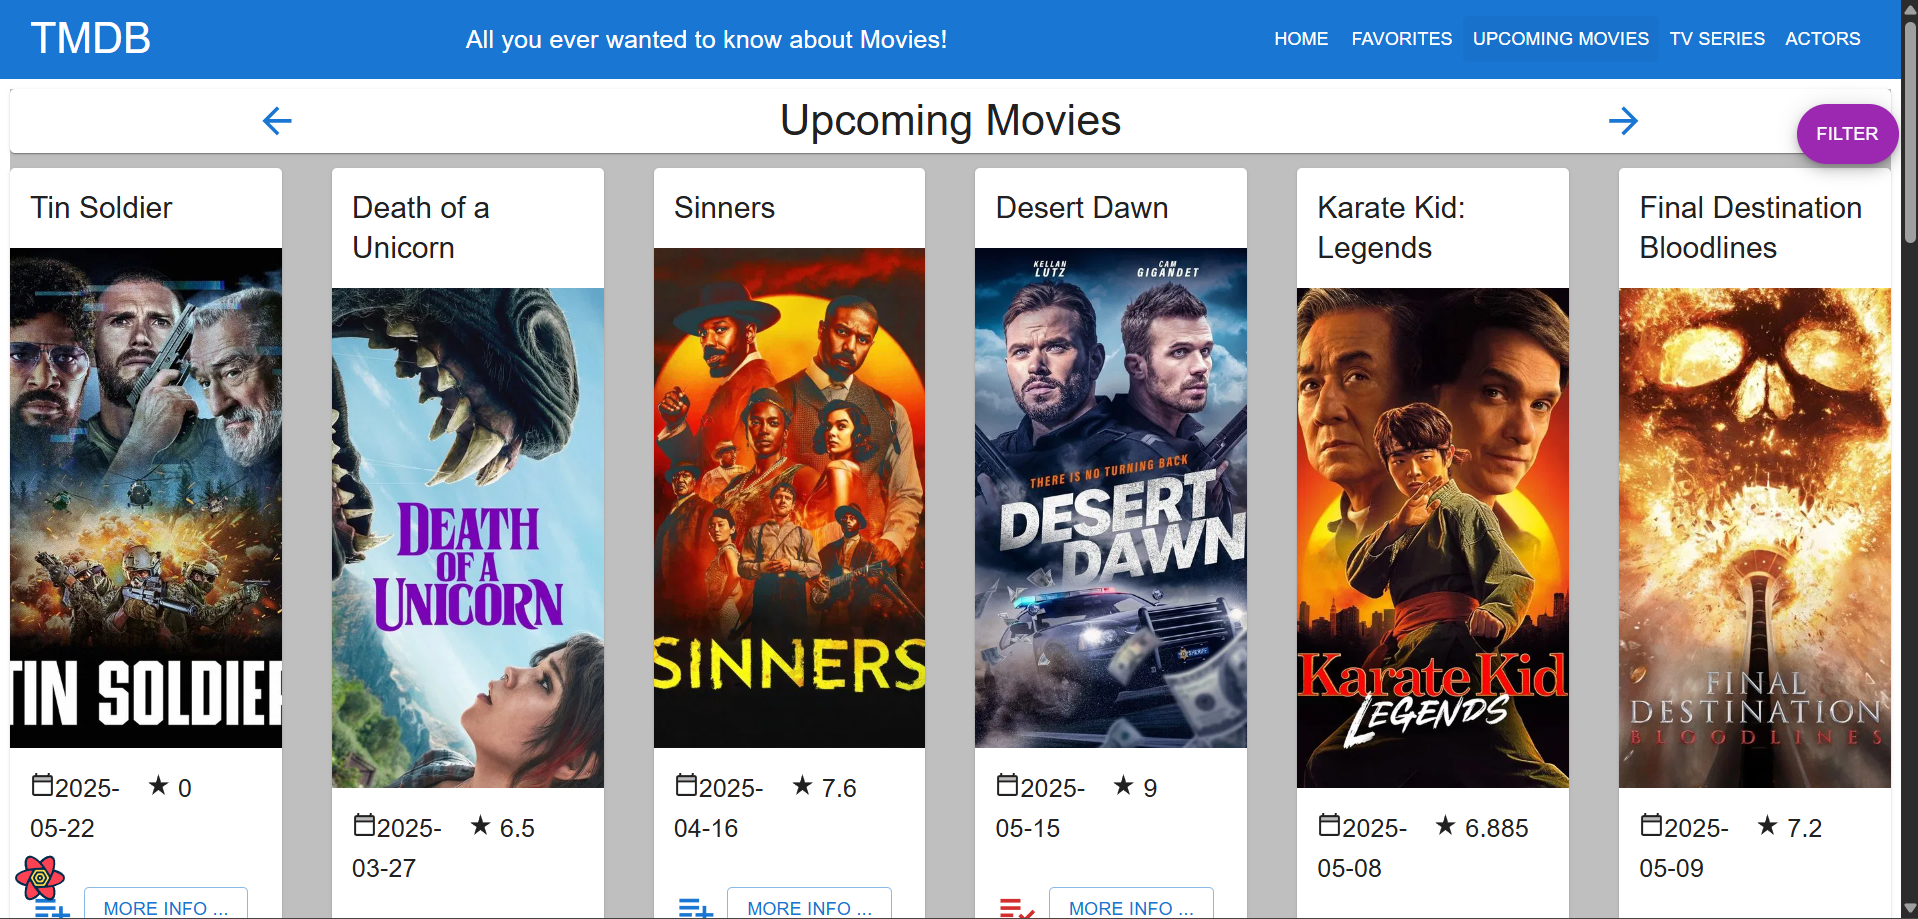 TMDB
All you ever wanted to know about Movies!
HOME
FAVORITES
UPCOMING MOVIES
TV SERIES
ACTORS
Upcoming Movies
FILTER
Tin Soldier
TIN SOLDIER
2025-
05-22
★ 0
MORE INFO ...
Death of a
Unicorn
DEATH
OF A
UNICORN
2025-
03-27
★ 6.5
Sinners
SINNERS
2025-
04-16
★ 7.6
MORE INFO ...
Desert Dawn
KELLAN
LUTZ
CAM
GIGANDET
THERE IS NO TURNING BACK
DESERT
DAWN
2025-
05-15
★ 9
MORE INFO ...
Karate Kid:
Legends
Karate Kid
LEGENDS
2025-
05-08
★ 6.885
Final Destination
Bloodlines
FINAL
DESTINATION
BLOODLINES
2025-
05-09
★ 7.2